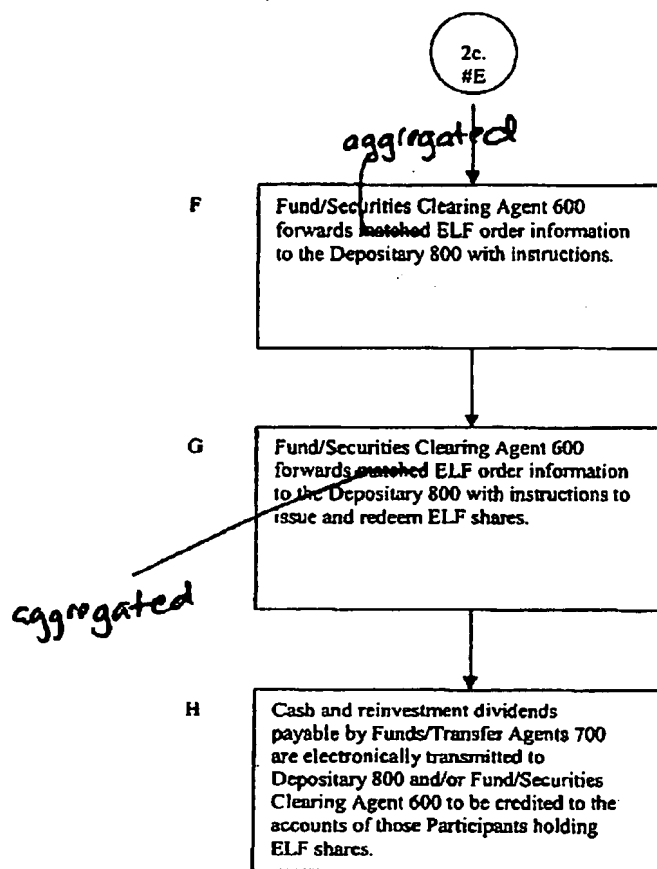 2c.
#E
aggregated
F
Fund/Securities Clearing Agent 600
forwards matched ELF order information
to the Depositary 800 with instructions.
G
Fund/Securities Clearing Agent 600
forwards matched ELF order information
to the Depositary 800 with instructions to
issue and redeem ELF shares.
aggregated
H
Cash and reinvestment dividends
payable by Funds/Transfer Agents 700
are electronically transmitted to
Depositary 800 and/or Fund/Securities
Clearing Agent 600 to be credited to the
accounts of those Participants holding
ELF shares.